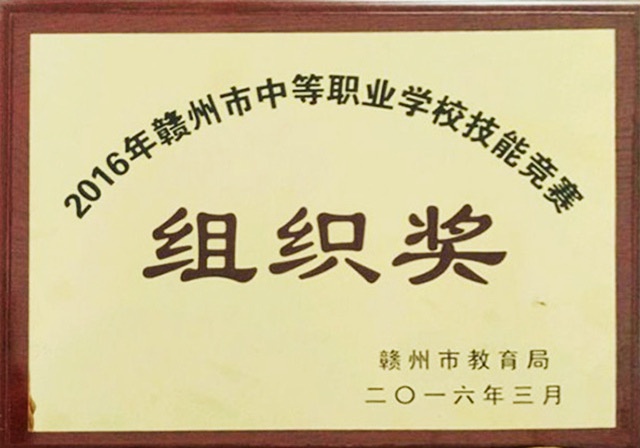 2016年赣州市中等职业学校技能竞赛
组织奖
赣州市教育局
二〇一六年三月